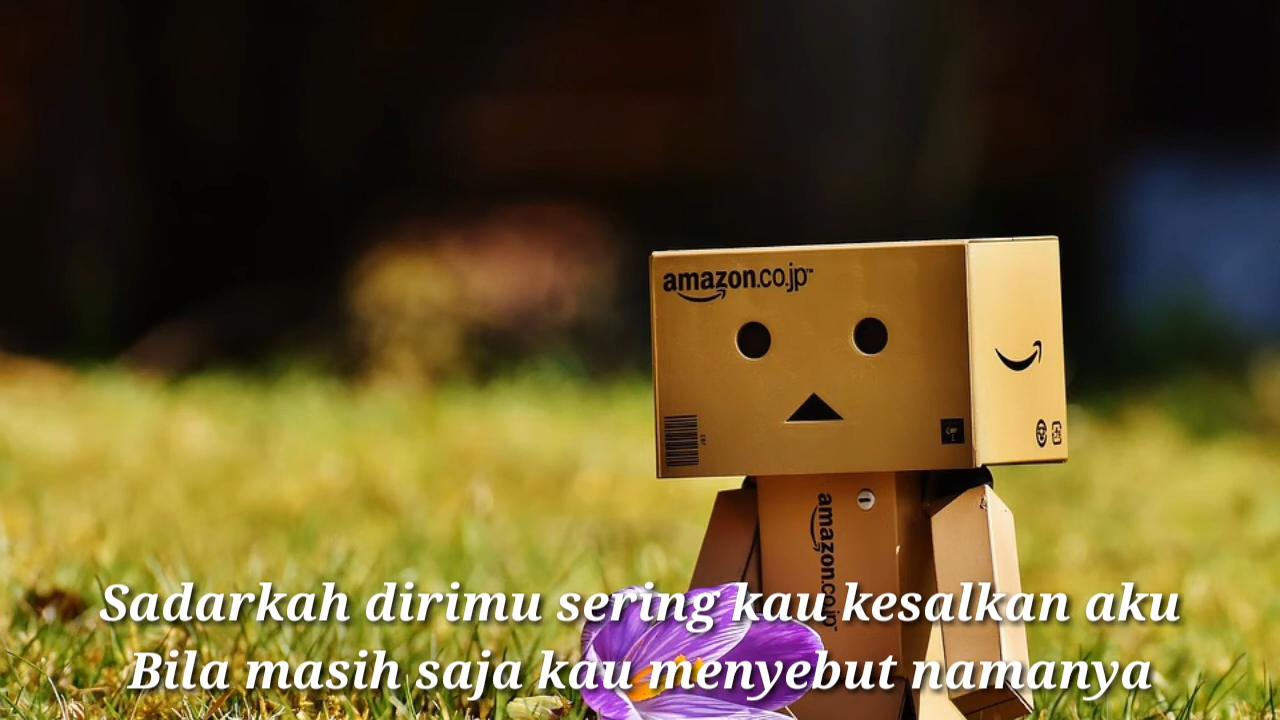 amazon.co.jp
amazon.co.jp
Sadarkah dirimu sering kau kesalkan aku
Bila masih saja kau menyebut namanya